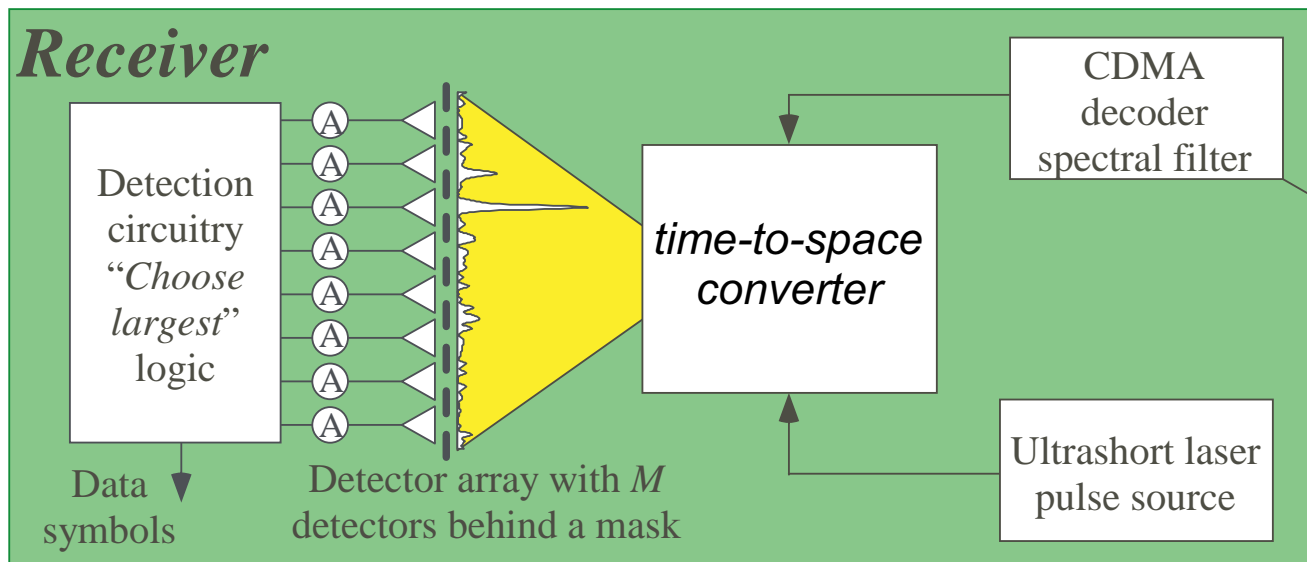 Receiver
CDMA
decoder
spectral filter
Detection
circuitry
“Choose
largest”
logic
A
A
A
A
A
A
A
A
time-to-space
converter
Ultrashort laser
pulse source
Data
symbols
Detector array with M
detectors behind a mask